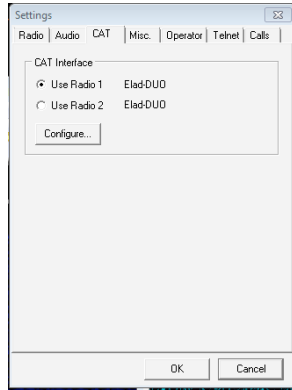 Settings
Radio Audio CAT Misc. Operator Telnet Calls
CAT Interface
Use Radio 1 Elad-DUO
Use Radio 2 Elad-DUO
Configure...
OK Cancel